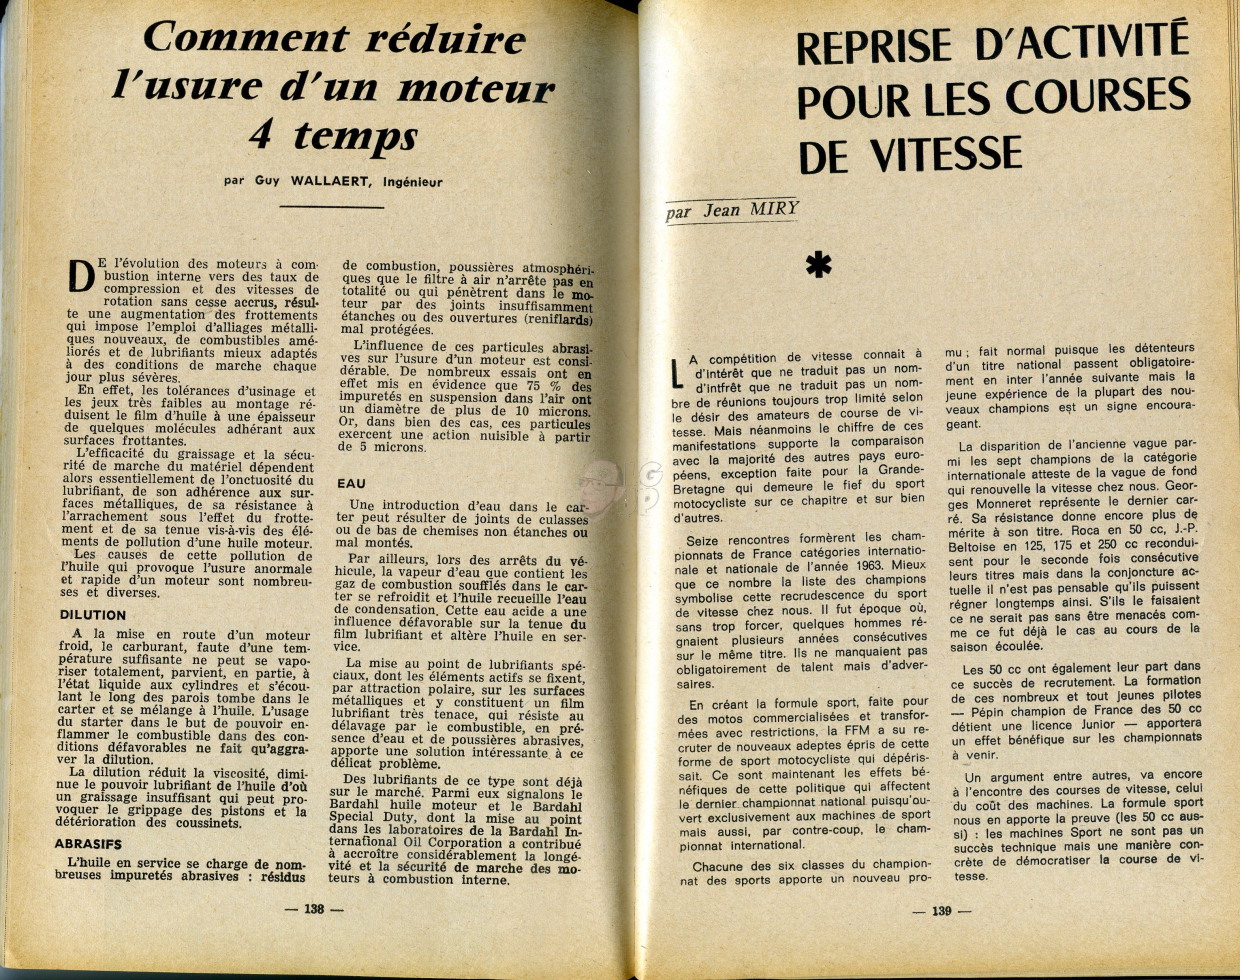 Comment réduire
l'usure d'un moteur
4 temps
par Guy WALLAERT, Ingénieur
DE l'évolution des moteurs à com-
bustion interne vers des taux de
compression et des vitesses de
rotation sans cesse accrus, résul-
te une augmentation des frottements
qui impose l'emploi d'alliages métalli-
ques nouveaux, de combustibles amé-
liorés et de lubrifiants mieux adaptés
à des conditions de marche chaque
jour plus sévères.
En effet, les tolérances d'usinage et
les jeux très faibles au montage ré-
duisent le film d'huile à une épaisseur
de quelques molécules adhérant aux
surfaces frottantes.
L'efficacité du graissage et la sécu-
rité de marche du matériel dépendent
alors essentiellement de l'onctuosité du
lubrifiant, de son adhérence aux sur-
faces métalliques, de sa résistance à
l'arrachement sous l'effet du frotte-
ment et de sa tenue vis-à-vis des élé-
ments de pollution d'une huile moteur.
Les causes de cette pollution de
l'huile qui provoque l'usure anormale
et rapide d'un moteur sont nombreu-
ses et diverses.
DILUTION
A la mise en route d'un moteur
froid, le carburant, faute d'une tem-
pérature suffisante ne peut se vapo-
riser totalement, parvient, en partie, à
l'état liquide aux cylindres et s'écou-
lant le long des parois tombe dans le
carter et se mélange à l'huile. L'usage
du starter dans le but de pouvoir en-
flammer le combustible dans des con-
ditions défavorables ne fait qu'aggra-
ver la dilution.
La dilution réduit la viscosité, dimi-
nue le pouvoir lubrifiant de l'huile d'où
un graissage insuffisant qui peut pro-
voquer le grippage des pistons et la
détérioration des coussinets.
ABRASIFS
L'huile en service se charge de nom-
breuses impuretés abrasives : résidus
de combustion, poussières atmosphéri-
ques que le filtre à air n'arrête pas en
totalité ou qui pénètrent dans le mo-
teur par des joints insuffisamment
étanches ou des ouvertures (reniflards)
mal protégées.
L'influence de ces particules abrasi-
ves sur l'usure d'un moteur est consi-
dérable. De nombreux essais ont en
effet mis en évidence que 75 % des
impuretés en suspension dans l'air ont
un diamètre de plus de 10 microns.
Or, dans bien des cas, ces particules
exercent une action nuisible à partir
de 5 microns.
EAU
Une introduction d'eau dans le car-
ter peut résulter de joints de culasses
ou de bas de chemises non étanches ou
mal montés.
Par ailleurs, lors des arrêts du vé-
hicule, la vapeur d'eau que contient les
gaz de combustion soufflés dans le car-
ter se refroidit et l'huile recueille l'eau
de condensation. Cette eau acide a une
influence défavorable sur la tenue du
film lubrifiant et altère l'huile en ser-
vice.
La mise au point de lubrifiants spé-
ciaux, dont les éléments actifs se fixent,
par attraction polaire, sur les surfaces
métalliques et y constituent un film
lubrifiant très tenace, qui résiste au
délavage par le combustible, en pré-
sence d'eau et de poussières abrasives,
apporte une solution intéressante à ce
délicat problème.
Des lubrifiants de ce type sont déjà
sur le marché. Parmi eux signalons le
Bardahl huile moteur et le Bardahl
Special Duty, dont la mise au point
dans les laboratoires de la Bardahl In-
ternational Oil Corporation a contribué
à accroître considérablement la longé-
vité et la sécurité de marche des mo-
teurs à combustion interne.
— 138 —
REPRISE D'ACTIVITÉ
POUR LES COURSES
DE VITESSE
par Jean MIRY
*
LA compétition de vitesse connait à
d'intérêt que ne traduit pas un nom-
d'intfrêt que ne traduit pas un nom-
bre de réunions toujours trop limité selon
le désir des amateurs de course de vi-
tesse. Mais néanmoins le chiffre de ces
manifestations supporte la comparaison
avec la majorité des autres pays euro-
péens, exception faite pour la Grande-
Bretagne qui demeure le fief du sport
motocycliste sur ce chapitre et sur bien
d'autres.
Seize rencontres formèrent les cham-
pionnats de France catégories internatio-
nale et nationale de l'année 1963. Mieux
que ce nombre la liste des champions
symbolise cette recrudescence du sport
de vitesse chez nous. Il fut époque où,
sans trop forcer, quelques hommes ré-
gnaient plusieurs années consécutives
sur le même titre. Ils ne manquaient pas
obligatoirement de talent mais d'adver-
saires.
En créant la formule sport, faite pour
des motos commercialisées et transfor-
mées avec restrictions, la FFM a su re-
cruter de nouveaux adeptes épris de cette
forme de sport motocycliste qui dépéris-
sait. Ce sont maintenant les effets bé-
néfiques de cette politique qui affectent
le dernier championnat national puisqu'ou-
vert exclusivement aux machines de sport
mais aussi, par contre-coup, le cham-
pionnat international.
Chacune des six classes du champion-
nat des sports apporte un nouveau pro-
mu ; fait normal puisque les détenteurs
d'un titre national passent obligatoire-
ment en inter l'année suivante mais la
jeune expérience de la plupart des nou-
veaux champions est un signe encoura-
geant.
La disparition de l'ancienne vague par-
mi les sept champions de la catégorie
internationale atteste de la vague de fond
qui renouvelle la vitesse chez nous. Geor-
ges Monneret représente le dernier car-
ré. Sa résistance donne encore plus de
mérite à son titre. Roca en 50 cc, J.-P.
Beltoise en 125, 175 et 250 cc recondui-
sent pour le seconde fois consécutive
leurs titres mais dans la conjoncture ac-
tuelle il n'est pas pensable qu'ils puissent
régner longtemps ainsi. S'ils le faisaient
ce ne serait pas sans être menacés com-
me ce fut déjà le cas au cours de la
saison écoulée.
Les 50 cc ont également leur part dans
ce succès de recrutement. La formation
de ces nombreux et tout jeunes pilotes
— Pépin champion de France des 50 cc
détient une licence Junior — apportera
un effet bénéfique sur les championnats
à venir.
Un argument entre autres, va encore
à l'encontre des courses de vitesse, celui
du coût des machines. La formule sport
nous en apporte la preuve (les 50 cc aus-
si) : les machines Sport ne sont pas un
succès technique mais une manière con-
crète de démocratiser la course de vi-
tesse.
— 139 —